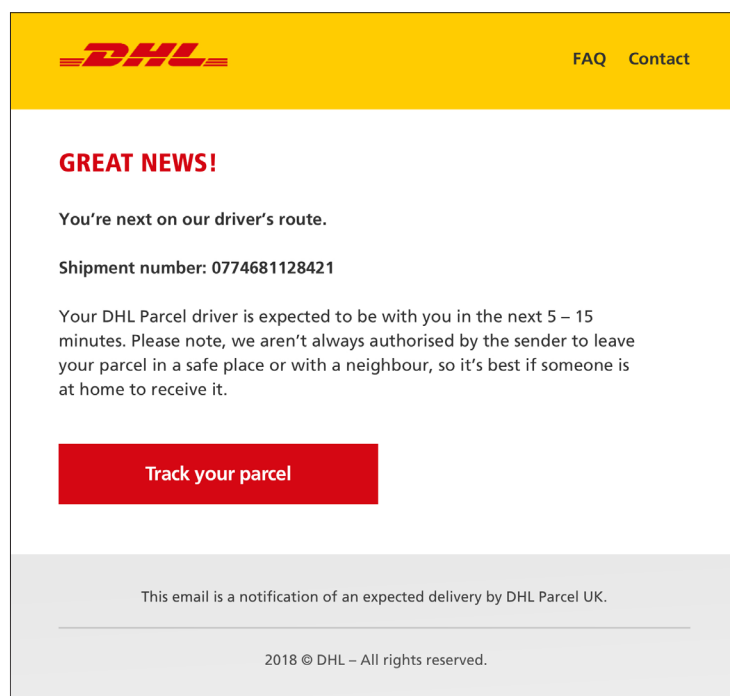 DHL
FAQ Contact
GREAT NEWS!
You’re next on our driver’s route.
Shipment number: 0774681128421
Your DHL Parcel driver is expected to be with you in the next 5 – 15
minutes. Please note, we aren’t always authorised by the sender to leave
your parcel in a safe place or with a neighbour, so it’s best if someone is
at home to receive it.
Track your parcel
This email is a notification of an expected delivery by DHL Parcel UK.
2018 © DHL – All rights reserved.